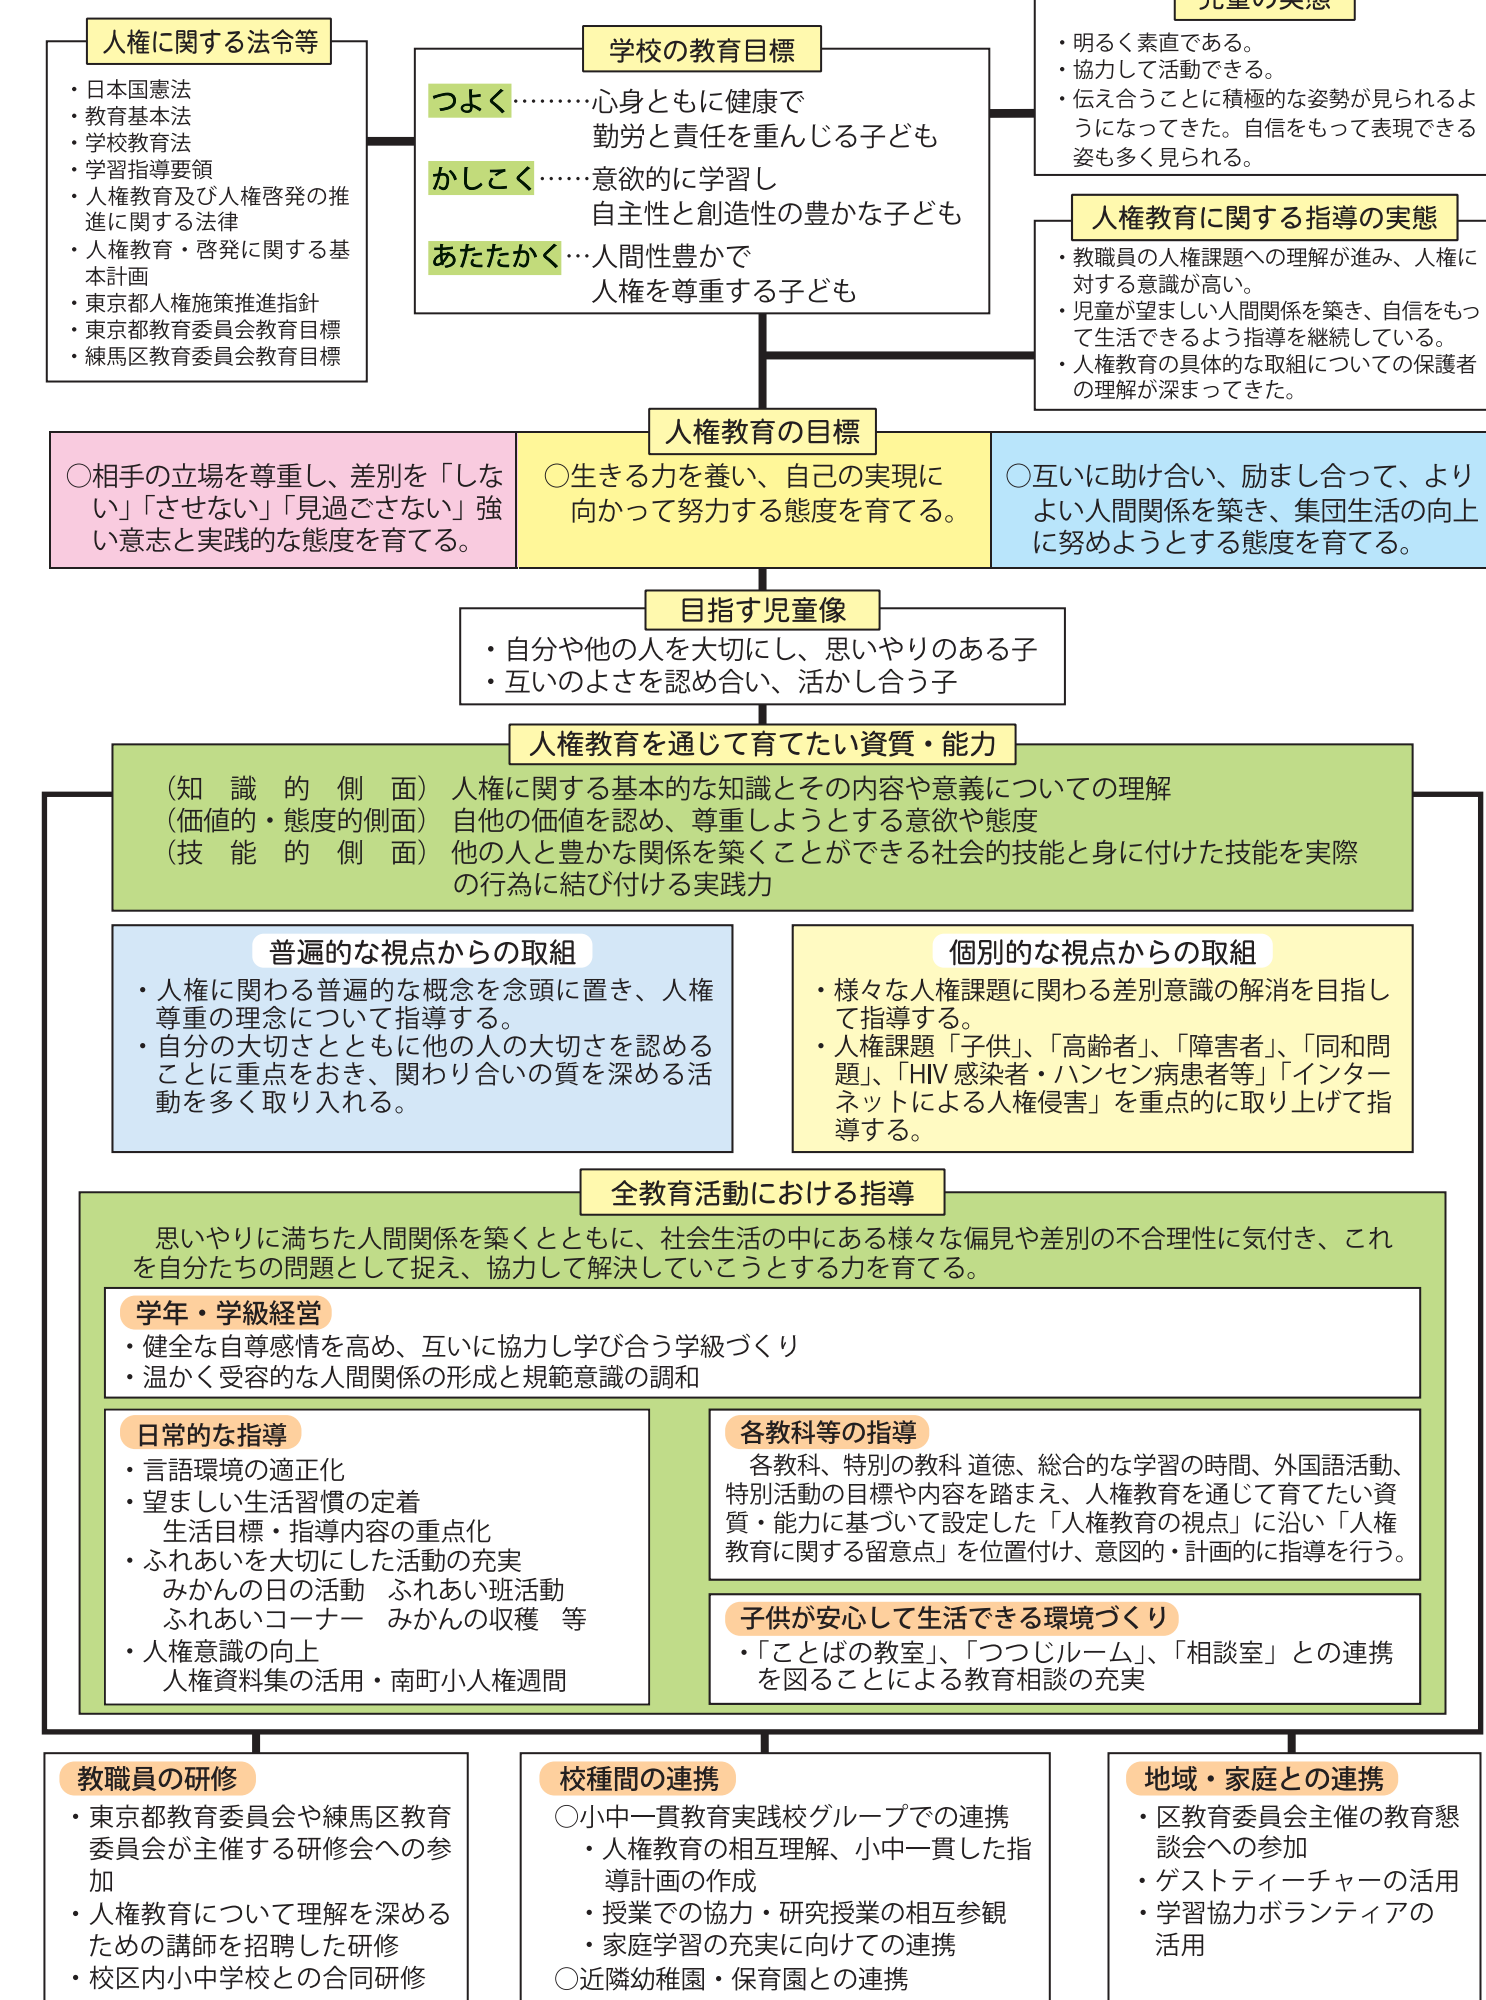 人権に関する法令等
・日本国憲法
・教育基本法
・学校教育法
・学習指導要領
・人権教育及び人権啓発の推
進に関する法律
・人権教育・啓発に関する基
本計画
・東京都人権施策推進指針
・東京都教育委員会教育目標
・練馬区教育委員会教育目標
学校の教育目標
つよく………心身ともに健康で
勤労と責任を重んじる子ども
かしこく……意欲的に学習し
自主性と創造性の豊かな子ども
あたたかく…人間性豊かで
人権を尊重する子ども
児童の実態
・明るく素直である。
・協力して活動できる。
・伝え合うことに積極的な姿勢が見られるよ
うになってきた。自信をもって表現できる
姿も多く見られる。
人権教育に関する指導の実態
・教職員の人権課題への理解が進み、人権に
対する意識が高い。
・児童が望ましい人間関係を築き、自信をもっ
て生活できるよう指導を継続している。
・人権教育の具体的な取組についての保護者
の理解が深まってきた。
人権教育の目標
○相手の立場を尊重し、差別を「しな
い」「させない」「見過ごさない」強
い意志と実践的な態度を育てる。
○生きる力を養い、自己の実現に
向かって努力する態度を育てる。
○互いに助け合い、励まし合って、より
よい人間関係を築き、集団生活の向上
に努めようとする態度を育てる。
目指す児童像
・自分や他の人を大切にし、思いやりのある子
・互いのよさを認め合い、活かし合う子
人権教育を通じて育てたい資質・能力
（知　識　的　側　面） 人権に関する基本的な知識とその内容や意義についての理解
（価値的・態度的側面） 自他の価値を認め、尊重しようとする意欲や態度
（技　能　的　側　面） 他の人と豊かな関係を築くことができる社会的技能と身に付けた技能を実際
の行為に結び付ける実践力
普遍的な視点からの取組
・人権に関わる普遍的な概念を念頭に置き、人権
尊重の理念について指導する。
・自分の大切さとともに他の人の大切さを認める
ことに重点をおき、関わり合いの質を深める活
動を多く取り入れる。
個別的な視点からの取組
・様々な人権課題に関わる差別意識の解消を目指し
て指導する。
・人権課題「子供」、「高齢者」、「障害者」、「同和問
題」、「HIV 感染者・ハンセン病患者等」「インター
ネットによる人権侵害」を重点的に取り上げて指
導する。
全教育活動における指導
思いやりに満ちた人間関係を築くとともに、社会生活の中にある様々な偏見や差別の不合理性に気付き、これ
を自分たちの問題として捉え、協力して解決していこうとする力を育てる。
学年・学級経営
・健全な自尊感情を高め、互いに協力し学び合う学級づくり
・温かく受容的な人間関係の形成と規範意識の調和
日常的な指導
・言語環境の適正化
・望ましい生活習慣の定着
生活目標・指導内容の重点化
・ふれあいを大切にした活動の充実
みかんの日の活動　ふれあい班活動
ふれあいコーナー　みかんの収穫　等
・人権意識の向上
人権資料集の活用・南町小人権週間
各教科等の指導
各教科、特別の教科 道徳、総合的な学習の時間、外国語活動、
特別活動の目標や内容を踏まえ、人権教育を通じて育てたい資
質・能力に基づいて設定した「人権教育の視点」に沿い「人権
教育に関する留意点」を位置付け、意図的・計画的に指導を行う。
子供が安心して生活できる環境づくり
・「ことばの教室」、「つつじルーム」、「相談室」との連携
を図ることによる教育相談の充実
教職員の研修
・東京都教育委員会や練馬区教育
委員会が主催する研修会への参
加
・人権教育について理解を深める
ための講師を招聘した研修
・校区内小中学校との合同研修
校種間の連携
○小中一貫教育実践校グループでの連携
・人権教育の相互理解、小中一貫した指
導計画の作成
・授業での協力・研究授業の相互参観
・家庭学習の充実に向けての連携
○近隣幼稚園・保育園との連携
地域・家庭との連携
・区教育委員会主催の教育懇
談会への参加
・ゲストティーチャーの活用
・学習協力ボランティアの
活用